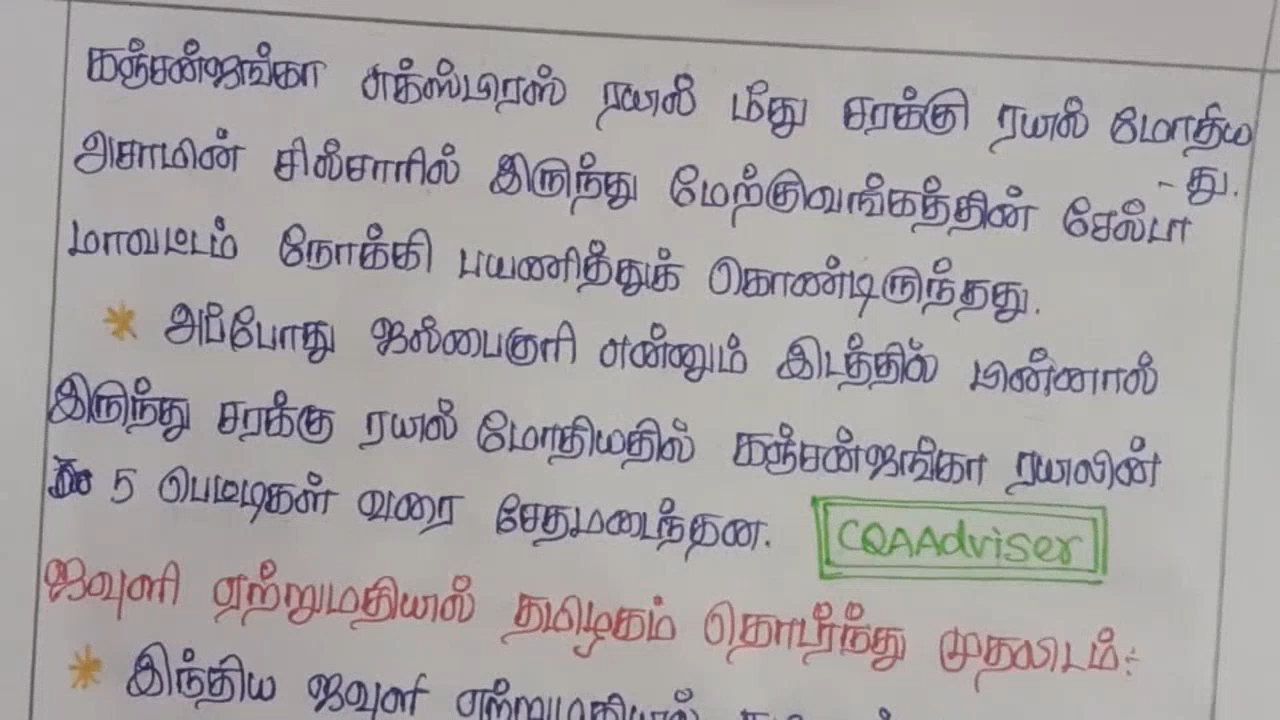 கஞ்சன்ஜங்கா எக்ஸ்பிரஸ் ரயில் மீது சரக்கு ரயில் மோதிய
- து.
அசாமின் சில்சாரில் இருந்து மேற்குவங்கத்தின் சேல்டா
மாவட்டம் நோக்கி பயணித்துக் கொண்டிருந்தது.
* அப்போது ஜல்பைகுரி என்னும் இடத்தில் பின்னால்
இருந்து சரக்கு ரயில் மோதியதில் கஞ்சன்ஜங்கா ரயிலின்
5 பெட்டிகள் வரை சேதமடைந்தன.
CQAAdviser
ஜவுளி ஏற்றுமதியில் தமிழகம் தொடர்ந்து முதலிடம்:
* இந்திய ஜவுளி ஏற்றுமதியில்